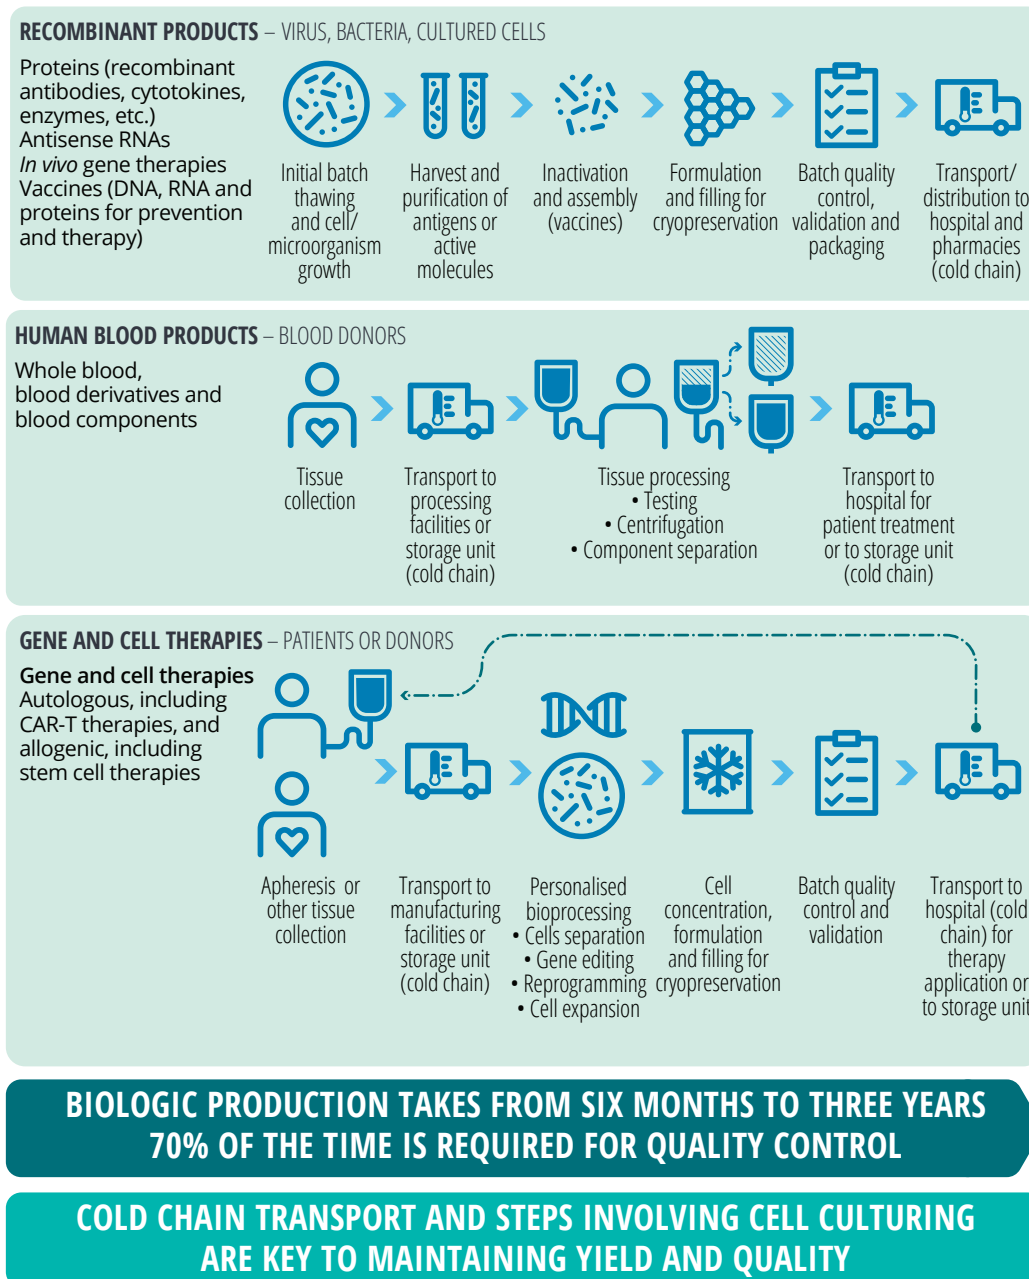 RECOMBINANT PRODUCTS – VIRUS, BACTERIA, CULTURED CELLS
Proteins (recombinant
antibodies, cytotokines,
enzymes, etc.)
Antisense RNAs
In vivo gene therapies
Vaccines (DNA, RNA and
proteins for prevention
and therapy)
Initial batch
thawing
and cell/
microorganism
growth
Harvest and
purification of
antigens or
active
molecules
Inactivation
and assembly
(vaccines)
Formulation
and filling for
cryopreservation
Batch quality
control,
validation and
packaging
Transport/
distribution to
hospital and
pharmacies
(cold chain)
HUMAN BLOOD PRODUCTS – BLOOD DONORS
Whole blood,
blood derivatives and
blood components
Tissue
collection
Transport to
processing
facilities or
storage unit
(cold chain)
Tissue processing
• Testing
• Centrifugation
• Component separation
Transport to
hospital for
patient treatment
or to storage unit
(cold chain)
GENE AND CELL THERAPIES – PATIENTS OR DONORS
Gene and cell therapies
Autologous, including
CAR-T therapies, and
allogenic, including
stem cell therapies
Apheresis or
other tissue
collection
Transport to
manufacturing
facilities or
storage unit
(cold chain)
Personalised
bioprocessing
• Cells separation
• Gene editing
• Reprogramming
• Cell expansion
Cell
concentration,
formulation
and filling for
cryopreservation
Batch quality
control and
validation
Transport to
hospital (cold
chain) for
therapy
application or
to storage unit
BIOLOGIC PRODUCTION TAKES FROM SIX MONTHS TO THREE YEARS
70% OF THE TIME IS REQUIRED FOR QUALITY CONTROL
COLD CHAIN TRANSPORT AND STEPS INVOLVING CELL CULTURING
ARE KEY TO MAINTAINING YIELD AND QUALITY